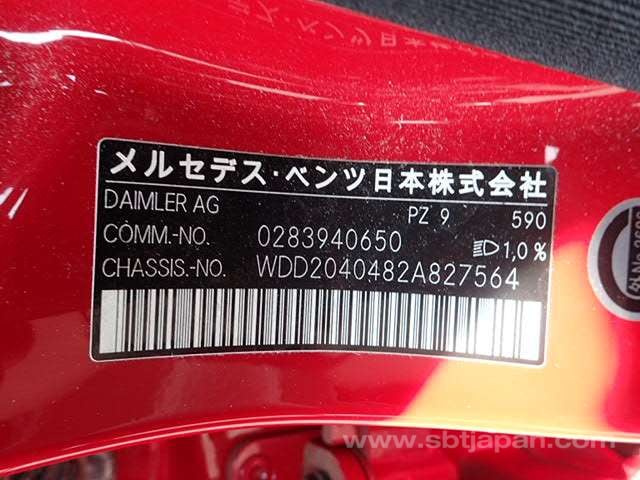 メルセデス・ベンツ日本株式会社
DAIMLER AG PZ 9 590
COMM.-NO. 0283940650 1,0%
CHASSIS.-NO. WDD2040482A827564
www.sbtjapan.com